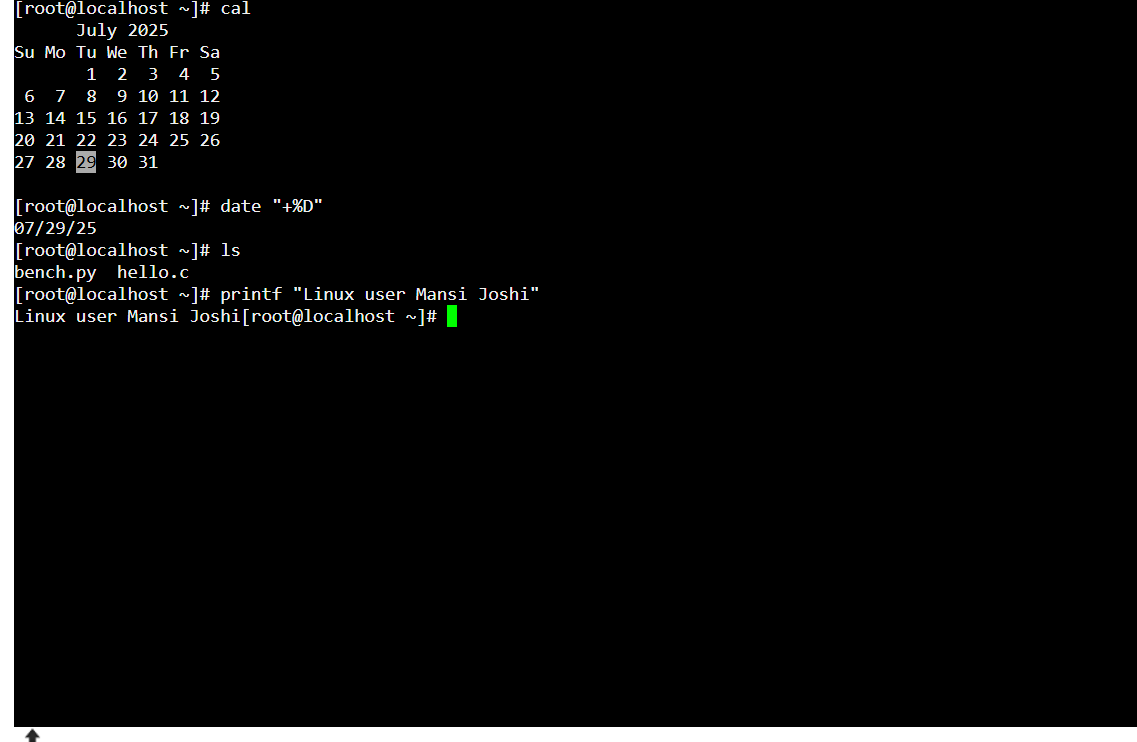 [root@localhost ~]# cal
      July 2025
Su Mo Tu We Th Fr Sa
       1  2  3  4  5
 6  7  8  9 10 11 12
13 14 15 16 17 18 19
20 21 22 23 24 25 26
27 28 29 30 31
[root@localhost ~]# date "+%D"
07/29/25
[root@localhost ~]# ls
bench.py  hello.c
[root@localhost ~]# printf "Linux user Mansi Joshi"
Linux user Mansi Joshi[root@localhost ~]#